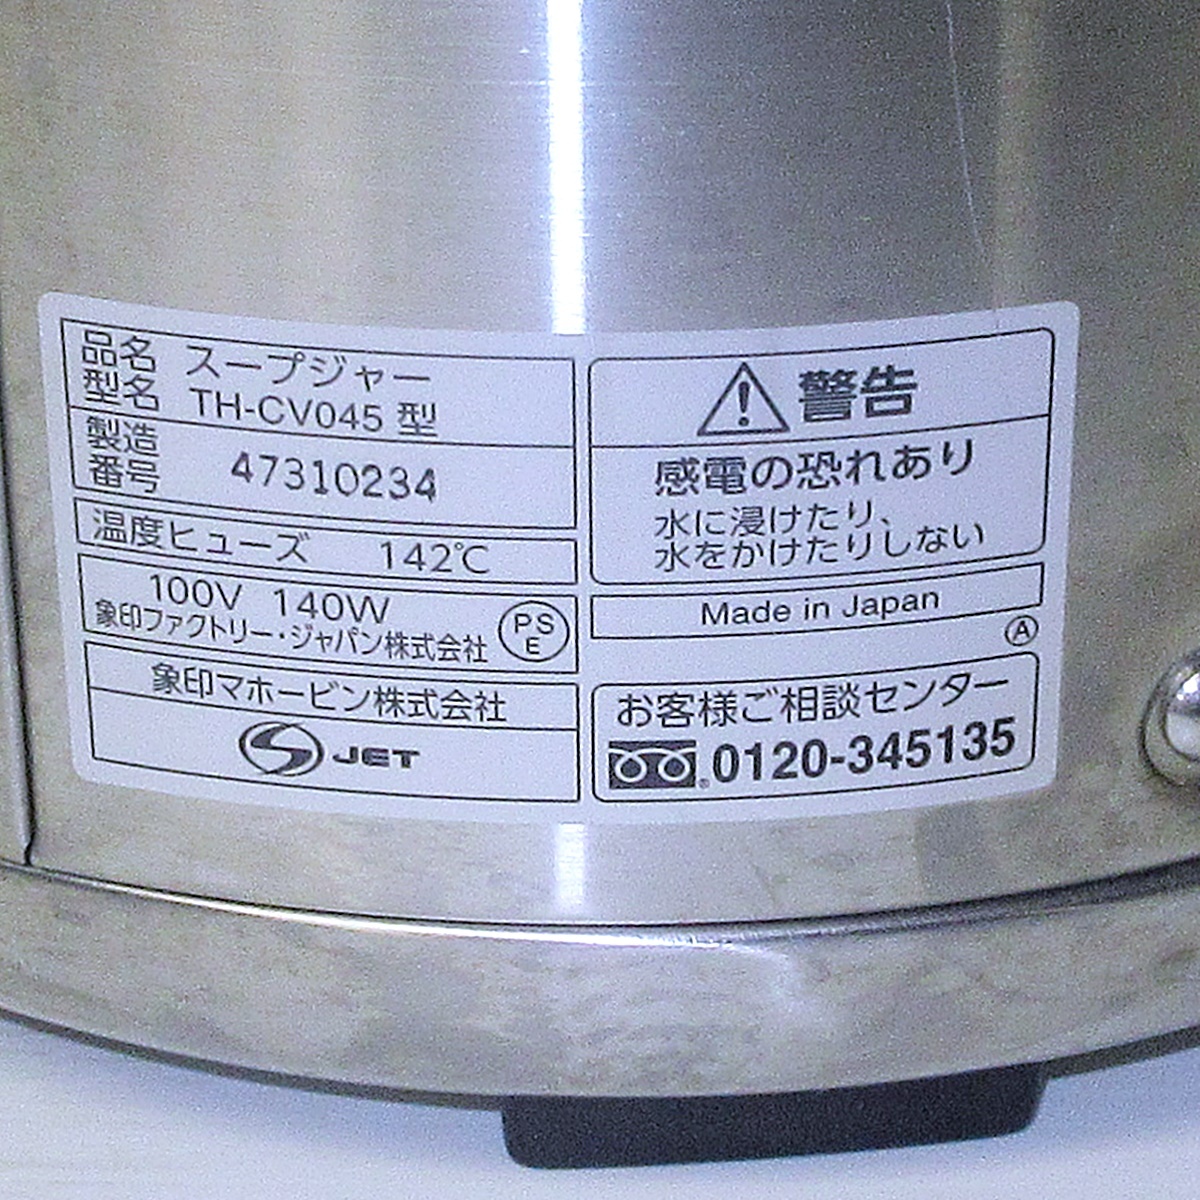 品名 スープジャー
型名 TH-CV045 型
製造
番号 47310234
温度ヒューズ 142℃
100V 140W
象印ファクトリー・ジャパン株式会社
PS
E
象印マホービン株式会社
S JET
警告
感電の恐れあり
水に浸けたり、
水をかけたりしない
Made in Japan
A
お客様ご相談センター
0120-345135